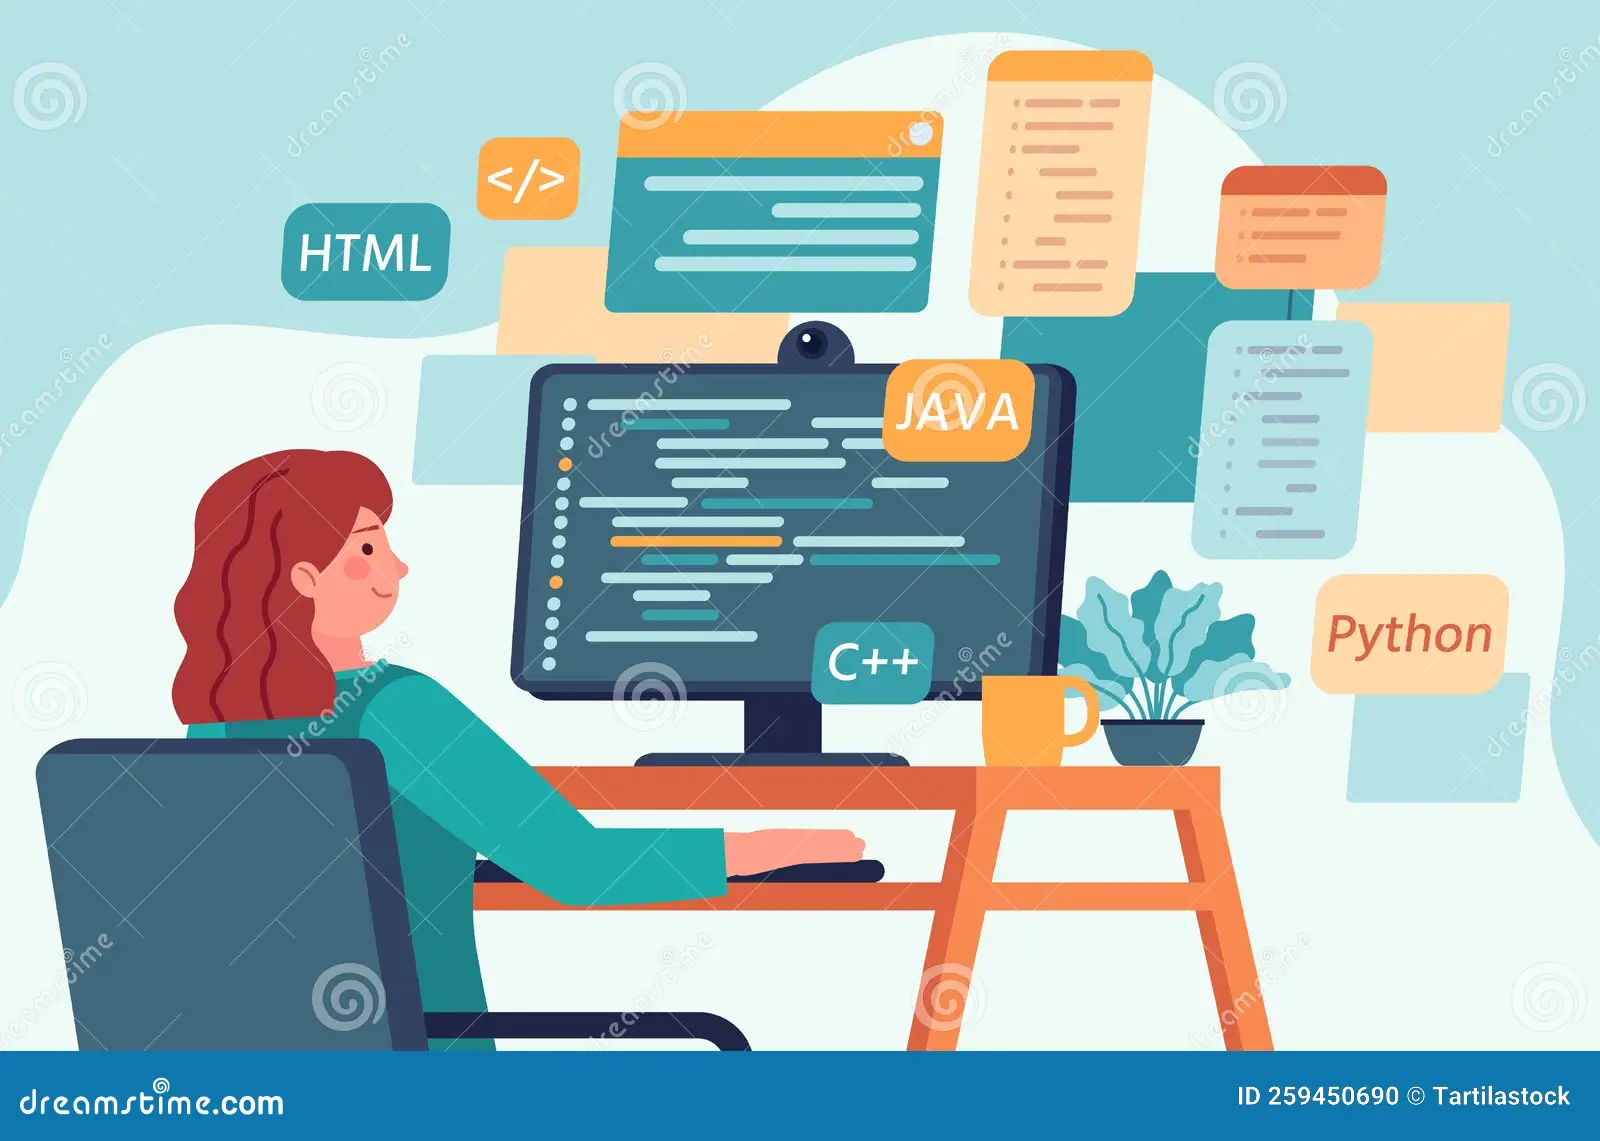 </>
HTML
JAVA
C++
Python
dreamstime.com
ID 259450690 © Tartilastock